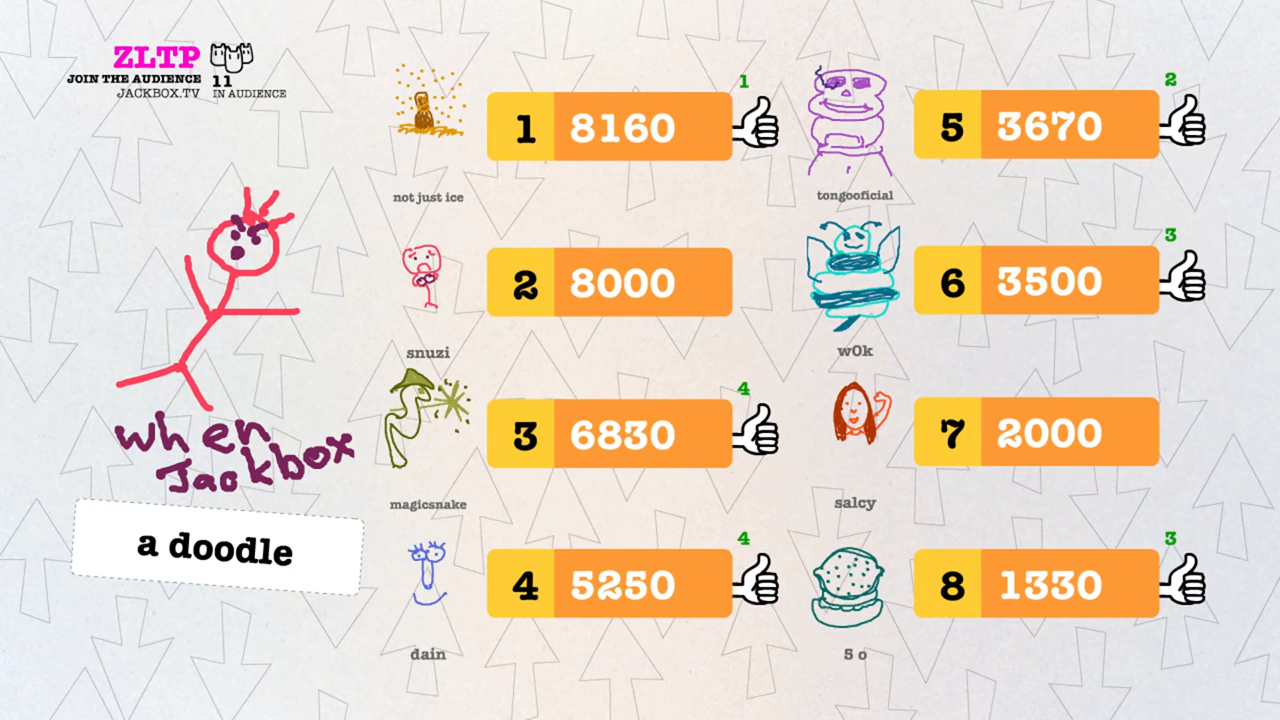 ZLTP
JOIN THE AUDIENCE
JACKBOX.TV
11
IN AUDIENCE
when
Jackbox
a doodle
not just ice
1 8160
1
snuzi
2 8000
magicsnake
3 6830
4
dain
4 5250
4
tongooficial
5 3670
2
w0k
6 3500
3
salcy
7 2000
5 o
8 1330
3